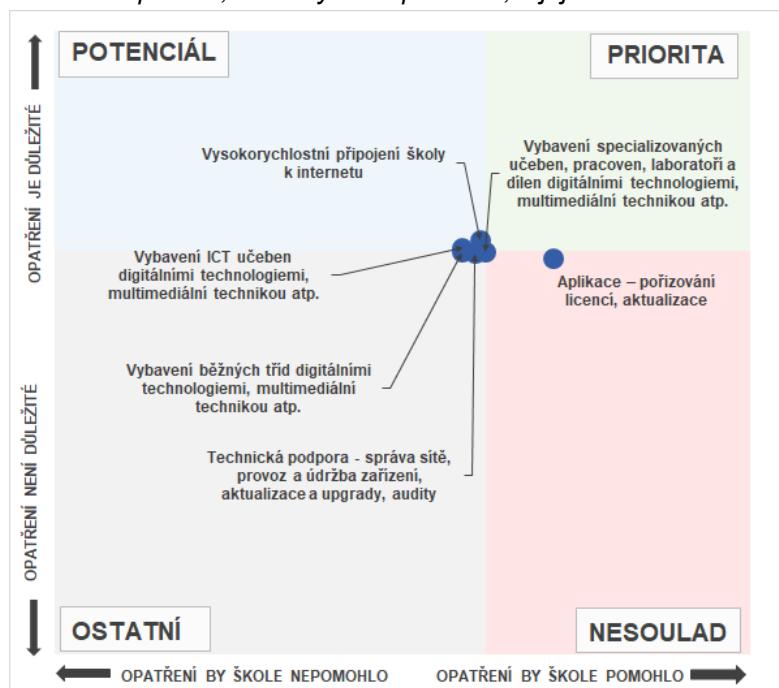 POTENCIÁL
PRIORITA
OPATŘENÍ JE DŮLEŽITÉ
Vysokorychlostní připojení školy
k internetu
Vybavení specializovaných
učeben, pracoven, laboratoří a
dílen digitálními technologiemi,
multimediální technikou atp.
Vybavení ICT učeben
digitálními technologiemi,
multimediální technikou atp.
Aplikace – pořizování
licencí, aktualizace
Vybavení běžných tříd digitálními
technologiemi, multimediální
technikou atp.
OPATŘENÍ NENÍ DŮLEŽITÉ
Technická podpora - správa sítě,
provoz a údržba zařízení,
aktualizace a upgrady, audity
OSTATNÍ
NESOULAD
OPATŘENÍ BY ŠKOLE NEPOMOHLO
OPATŘENÍ BY ŠKOLE POMOHLO